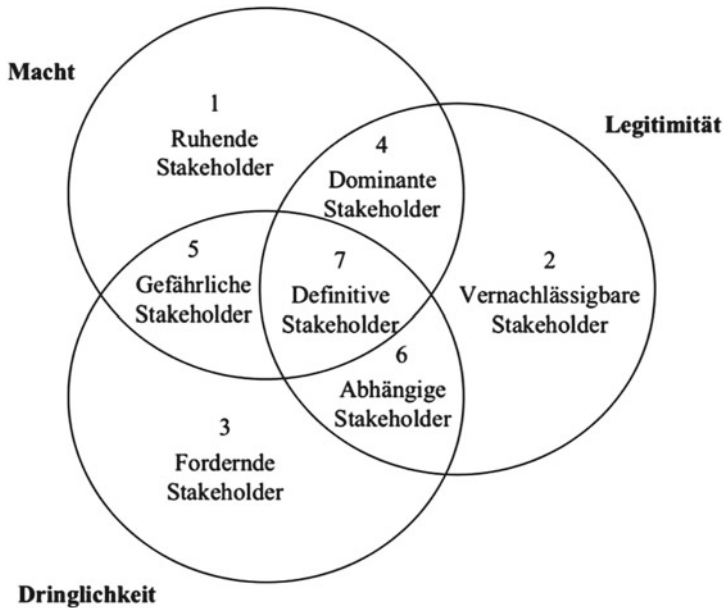 Macht
1
Ruhende
Stakeholder
Legitimität
4
Dominante
Stakeholder
5
Gefährliche
Stakeholder
7
Definitive
Stakeholder
2
Vernachlässigbare
Stakeholder
6
Abhängige
Stakeholder
3
Fordernde
Stakeholder
Dringlichkeit